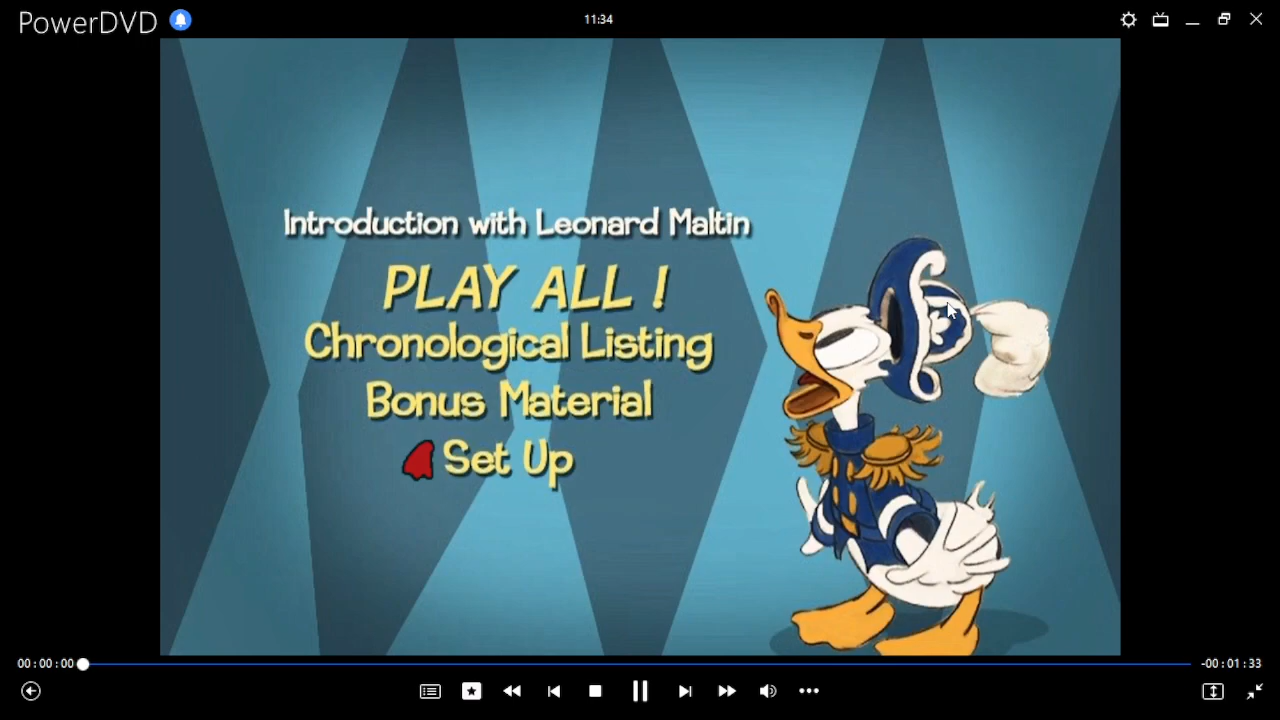 PowerDVD
11:34
Introduction with Leonard Maltin
PLAY ALL !
Chronological Listing
Bonus Material
Set Up
00:00:00
-00:01:33